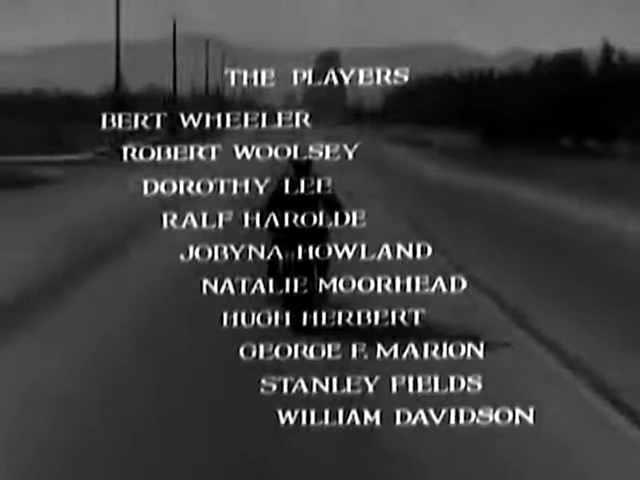 THE PLAYERS
BERT WHEELER
ROBERT WOOLSEY
DOROTHY LEE
RALF HAROLDE
JOBYNA HOWLAND
NATALIE MOORHEAD
HUGH HERBERT
GEORGE F. MARION
STANLEY FIELDS
WILLIAM DAVIDSON